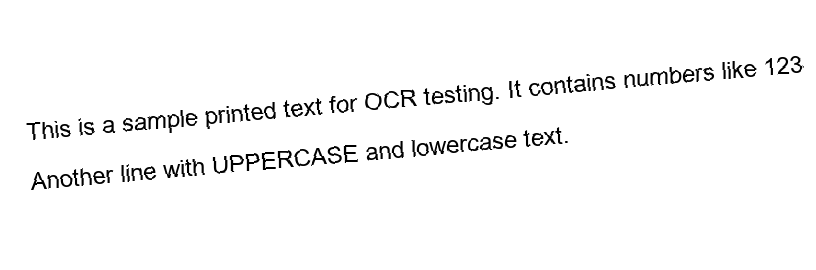 This is a sample printed text for OCR testing. It contains numbers like 123
Another line with UPPERCASE and lowercase text.